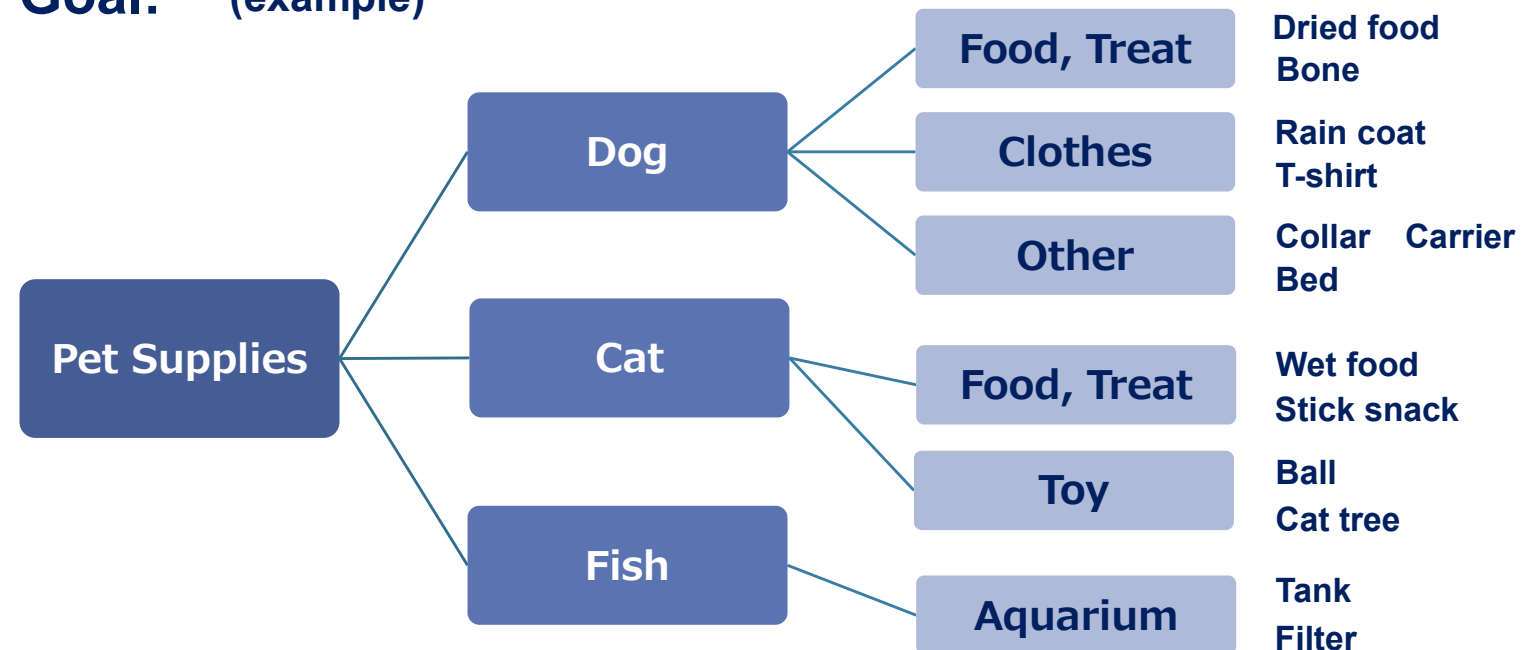 Goal: (example)
Food, Treat
Dried food
Bone
Dog
Clothes
Rain coat
T-shirt
Other
Collar Carrier
Bed
Pet Supplies
Cat
Food, Treat
Wet food
Stick snack
Toy
Ball
Cat tree
Fish
Aquarium
Tank
Filter